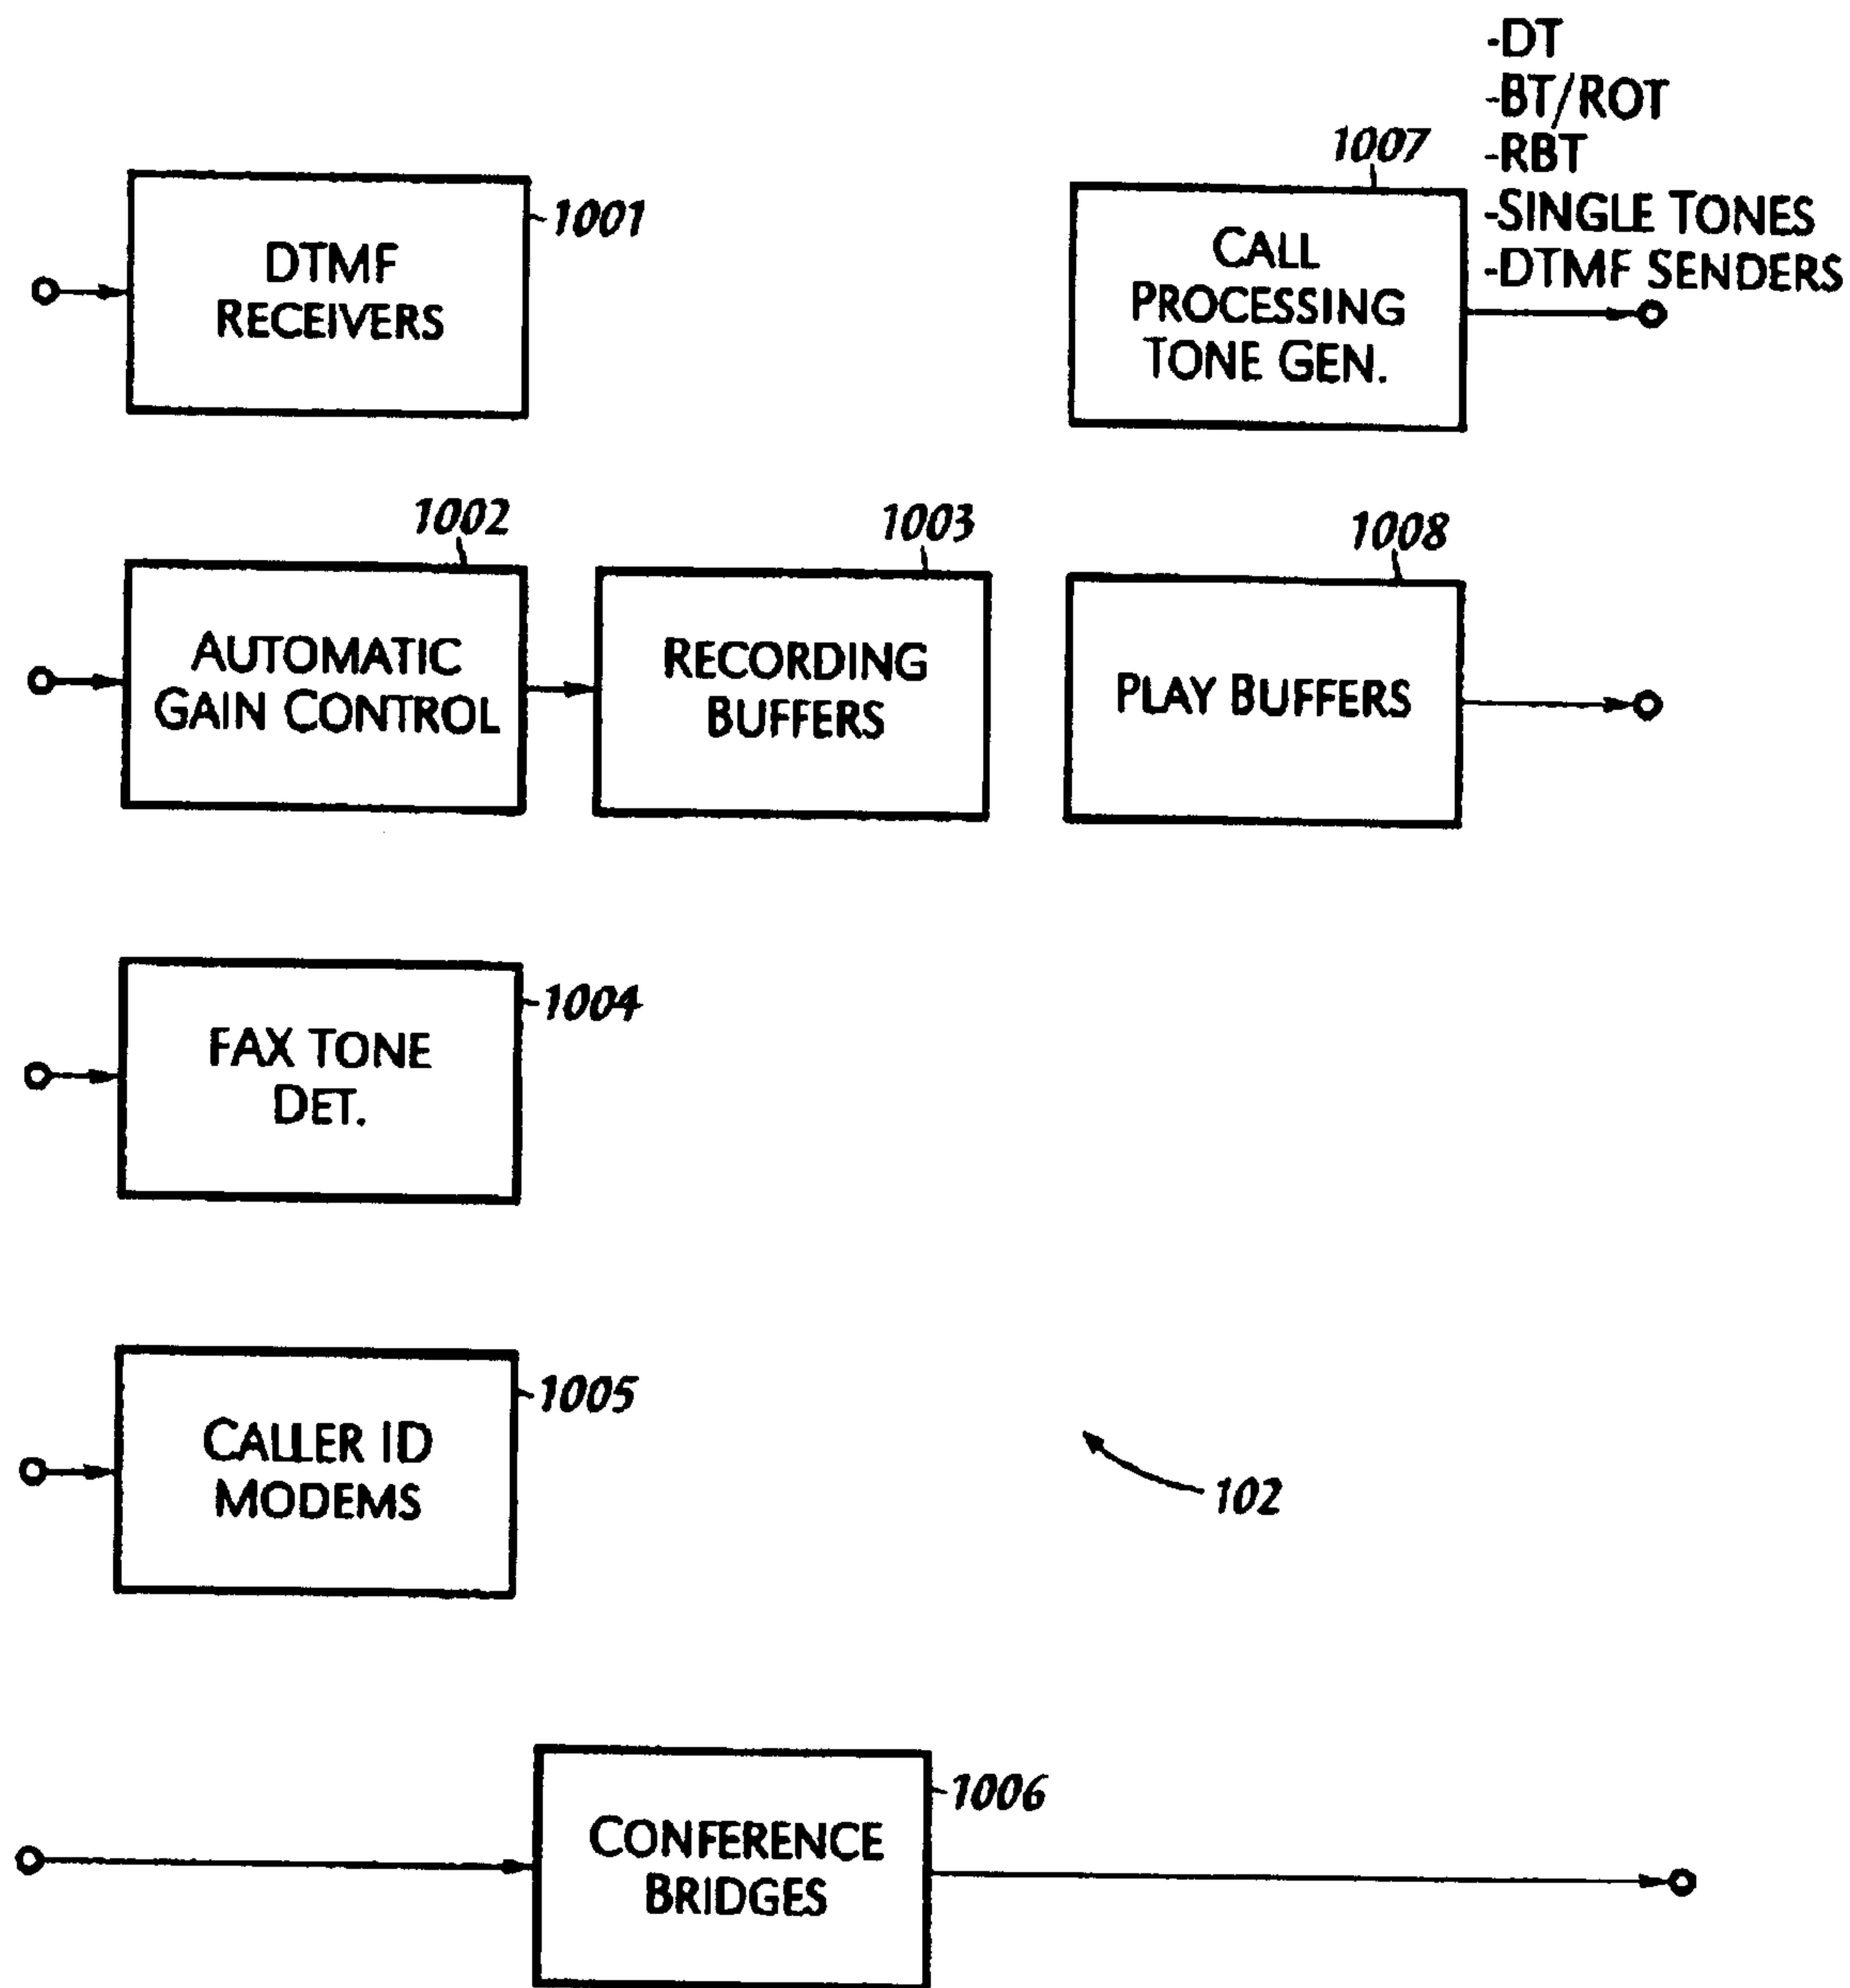 -DT
-BT/ROT
-RBT
-SINGLE TONES
-DTMF SENDERS
1007
CALL
PROCESSING
TONE GEN.
1001
DTMF
RECEIVERS
1002
AUTOMATIC
GAIN CONTROL
1003
RECORDING
BUFFERS
1008
PLAY BUFFERS
1004
FAX TONE
DET.
1005
CALLER ID
MODEMS
102
1006
CONFERENCE
BRIDGES